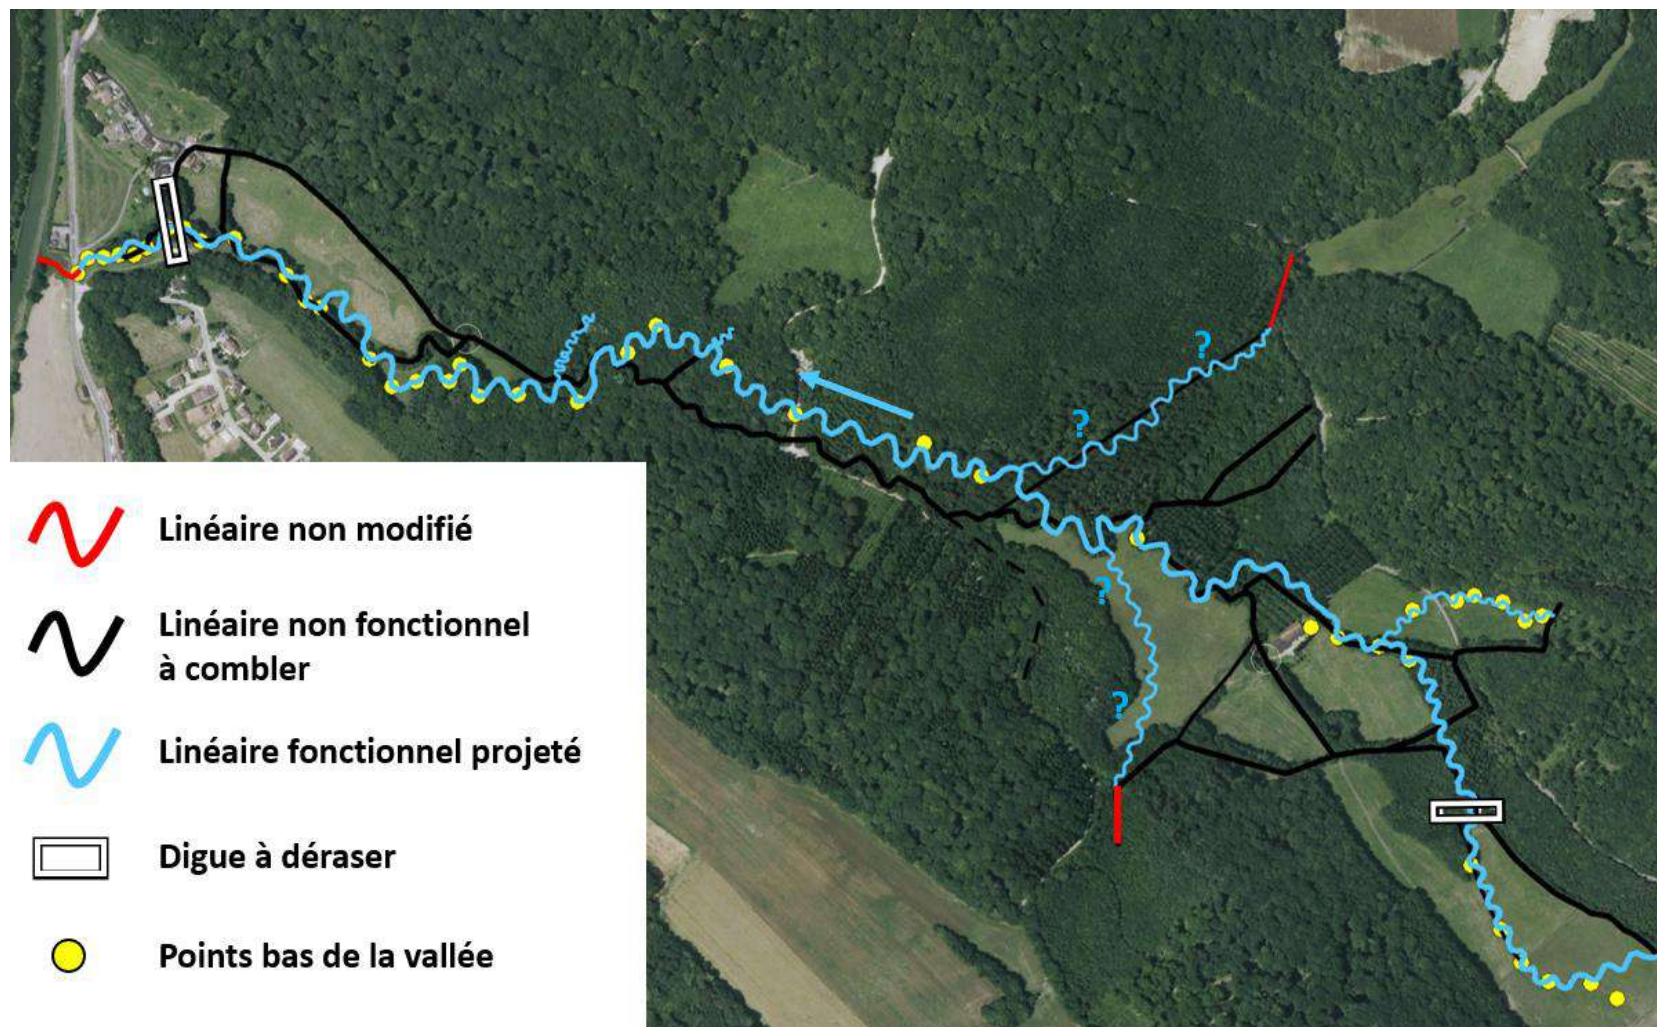 ?
?
?
?
Linéaire non modifié
Linéaire non fonctionnel
à combler
Linéaire fonctionnel projeté
Digue à déraser
Points bas de la vallée